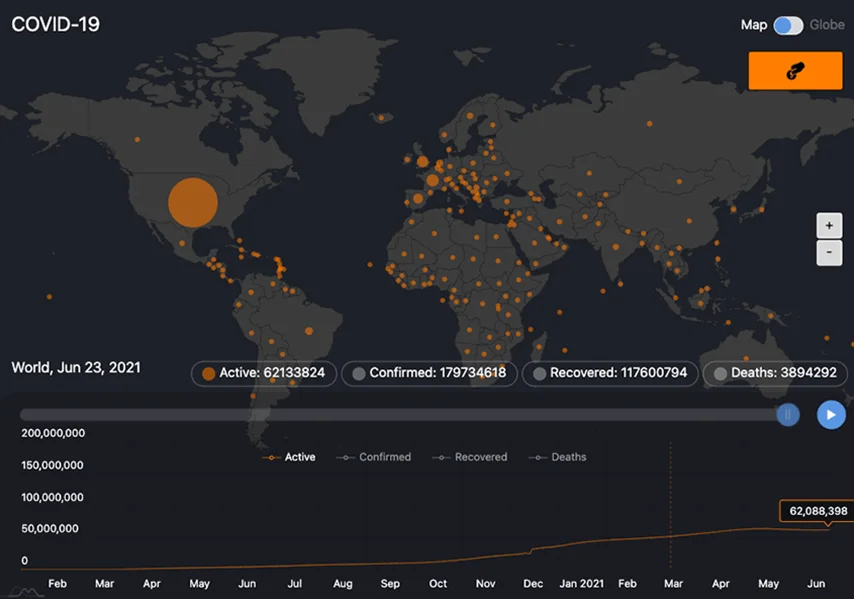 COVID-19
Map Globe
+
-
World, Jun 23, 2021
Active: 62133824 Confirmed: 179734618 Recovered: 117600794 Deaths: 3894292
200,000,000
Active Confirmed Recovered Deaths
150,000,000
100,000,000
50,000,000
62,088,398
0
Feb Mar Apr May Jun Jul Aug Sep Oct Nov Dec Jan 2021 Feb Mar Apr May Jun